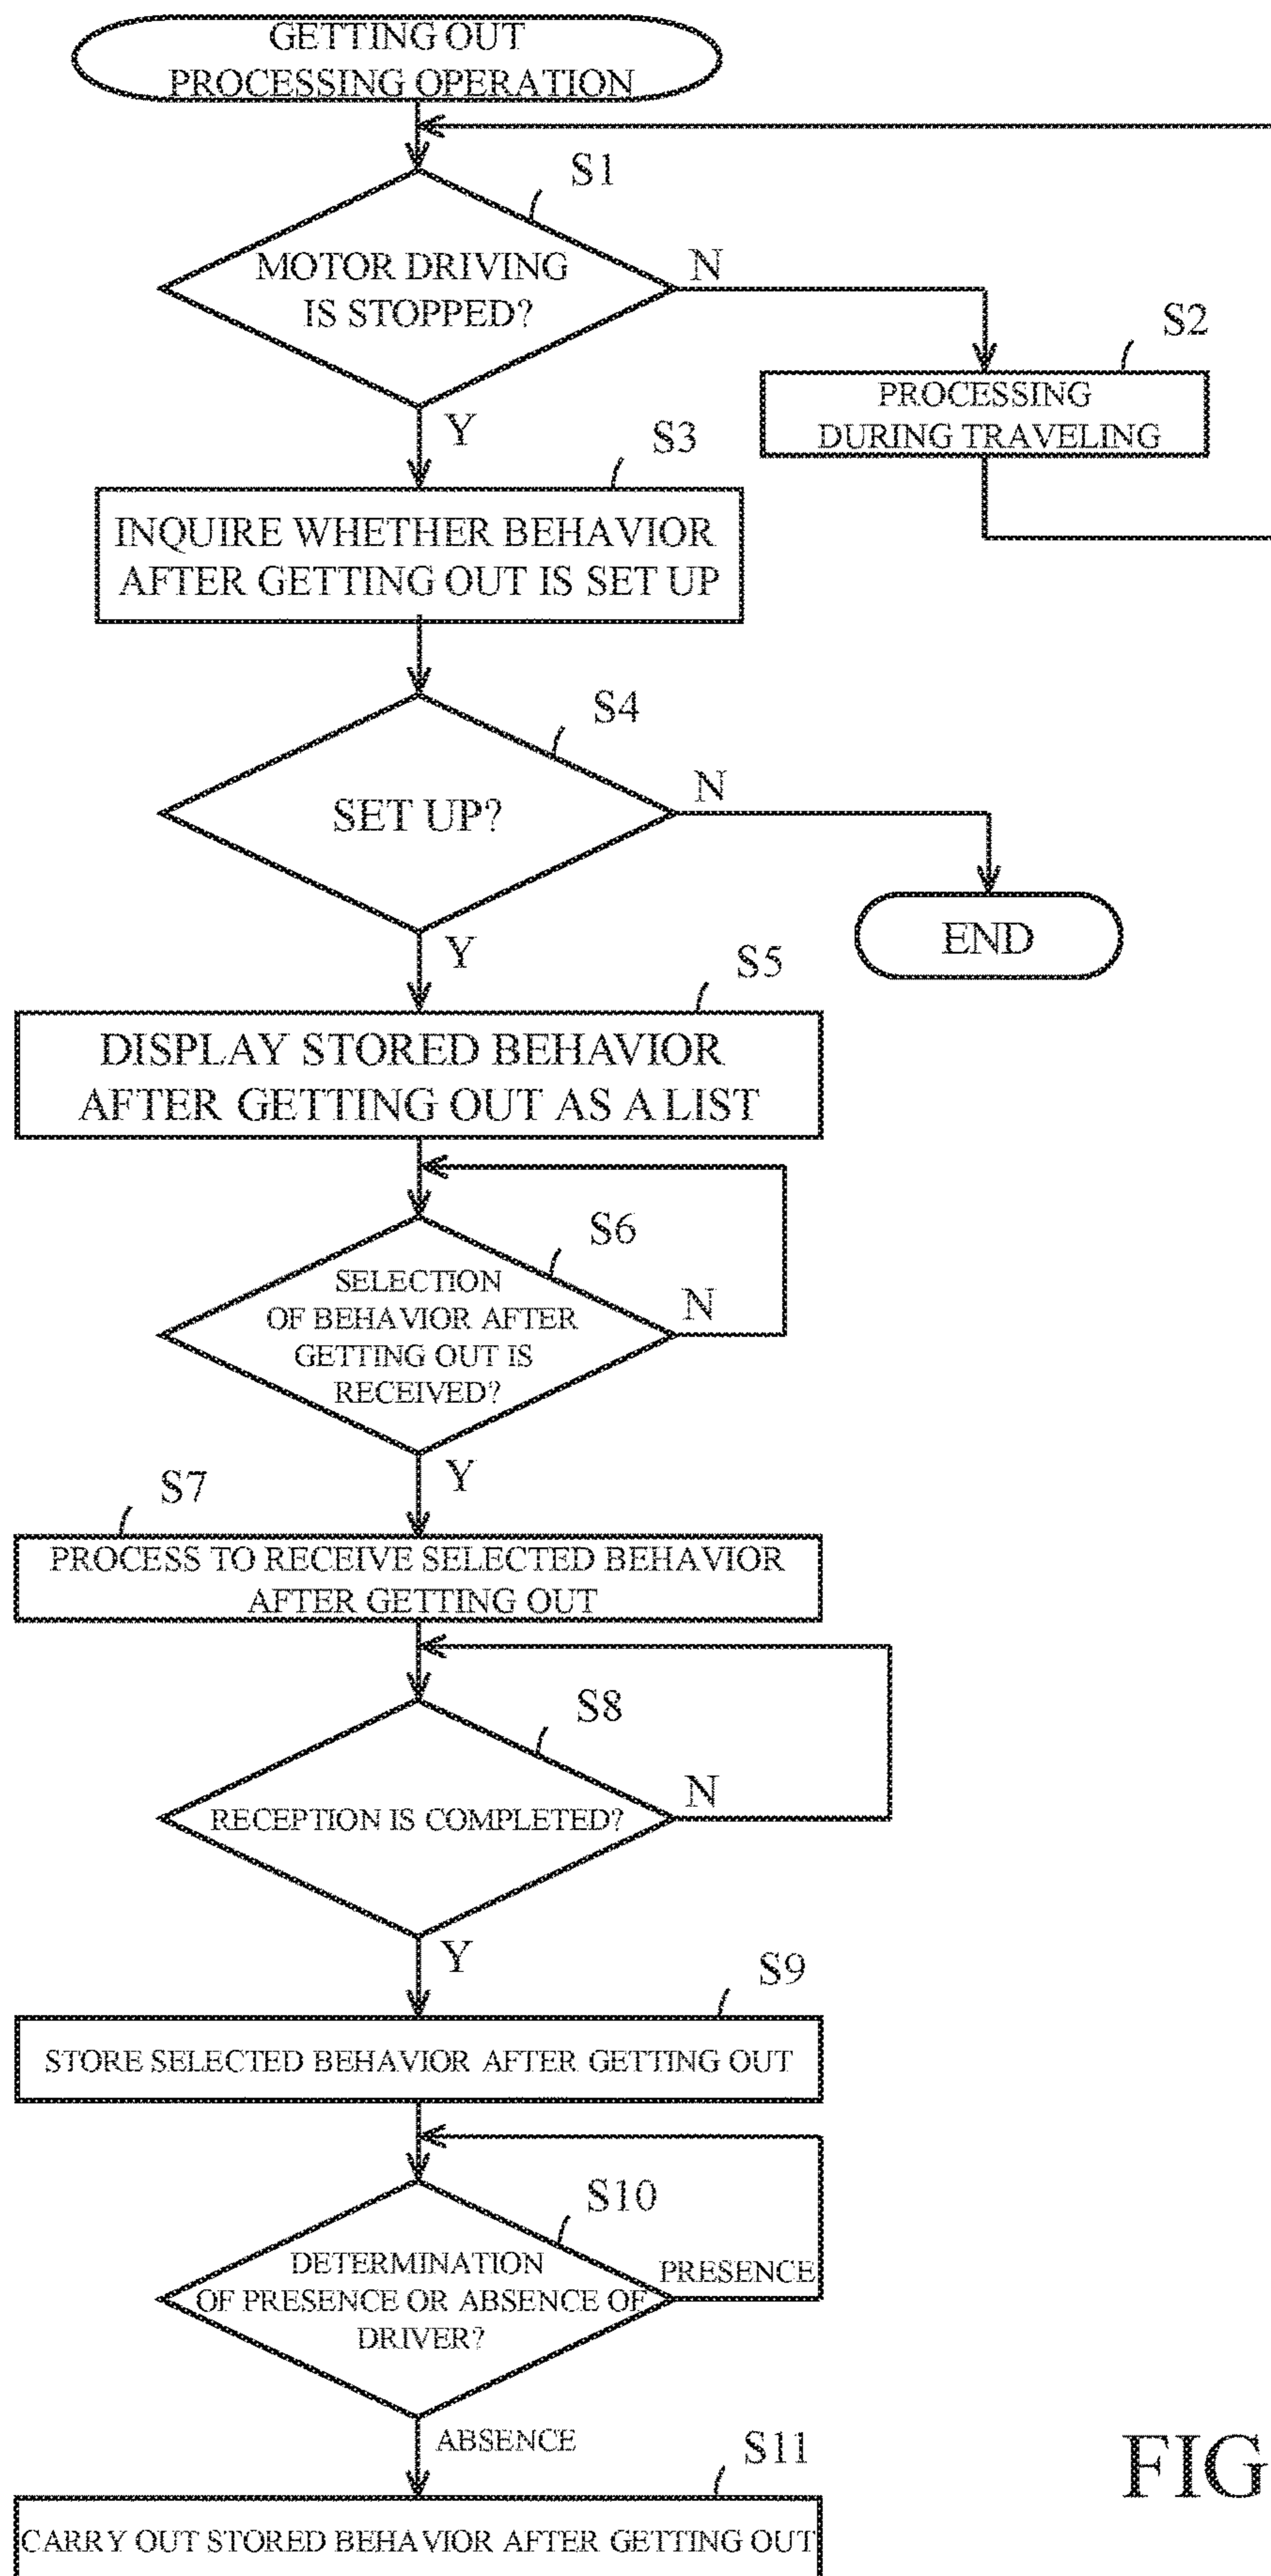 GETTING OUT
PROCESSING OPERATION
S1
MOTOR DRIVING
IS STOPPED?
N
S2
PROCESSING
DURING TRAVELING
Y
S3
INQUIRE WHETHER BEHAVIOR
AFTER GETTING OUT IS SET UP
S4
SET UP?
N
END
Y
S5
DISPLAY STORED BEHAVIOR
AFTER GETTING OUT AS A LIST
S6
SELECTION
OF BEHAVIOR AFTER
GETTING OUT IS
RECEIVED?
N
Y
S7
PROCESS TO RECEIVE SELECTED BEHAVIOR
AFTER GETTING OUT
S8
RECEPTION IS COMPLETED?
N
Y
S9
STORE SELECTED BEHAVIOR AFTER GETTING OUT
S10
DETERMINATION
OF PRESENCE OR ABSENCE OF
DRIVER?
PRESENCE
ABSENCE
S11
CARRY OUT STORED BEHAVIOR AFTER GETTING OUT
FIG